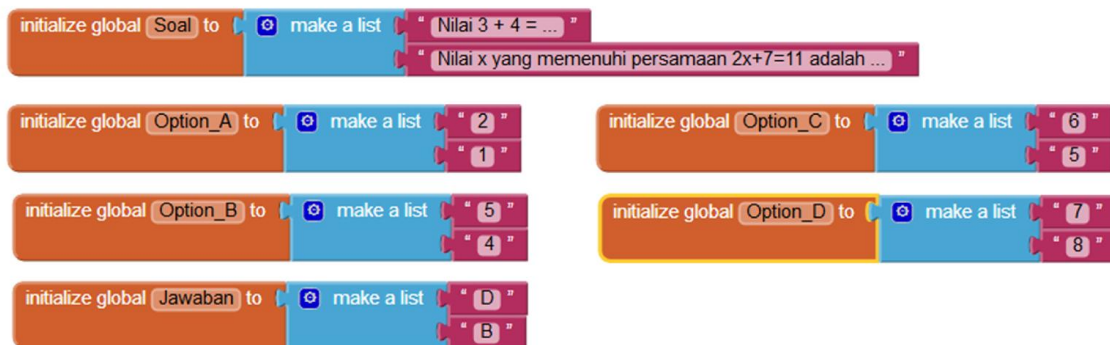 initialize global Soal to make a list " Nilai 3 + 4 = ... "
" Nilai x yang memenuhi persamaan 2x+7=11 adalah ... "
initialize global Option_A to make a list " 2 "
" 1 "
initialize global Option_C to make a list " 6 "
" 5 "
initialize global Option_B to make a list " 5 "
" 4 "
initialize global Option_D to make a list " 7 "
" 8 "
initialize global Jawaban to make a list " D "
" B "